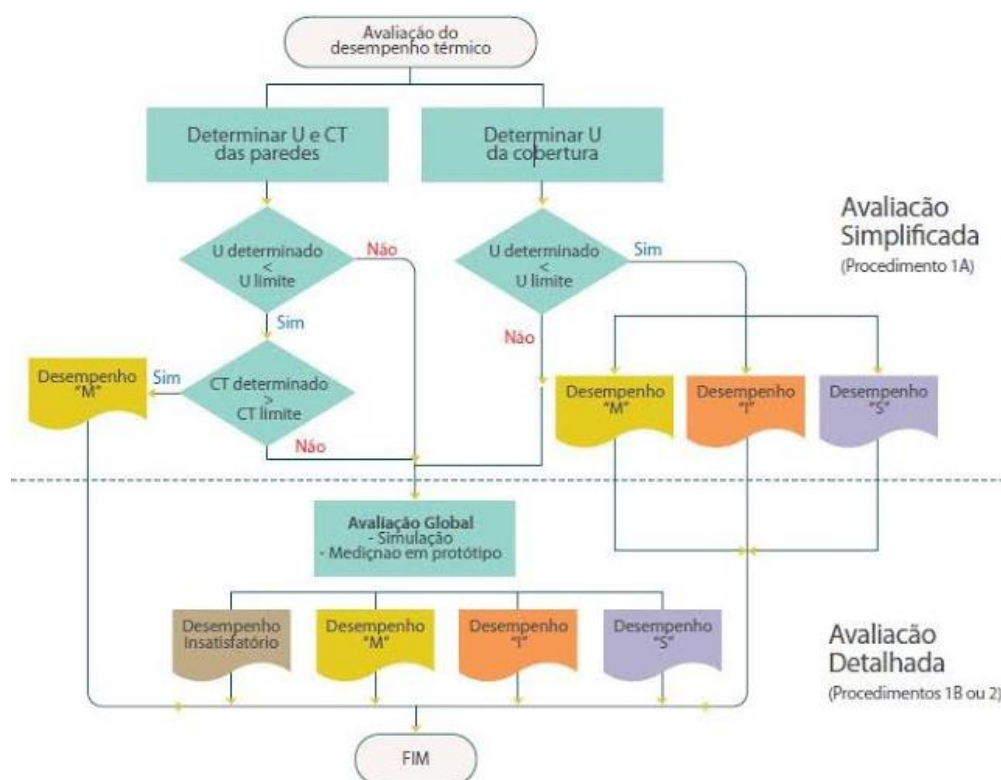 Avaliação do
desempenho térmico
Determinar U e CT
das paredes
Determinar U
da cobertura
U determinado
<
U limite
Não
U determinado
<
U limite
Sim
Avaliacão
Simplificada
(Procedimento 1A)
Sim
Não
Desempenho
"M"
Sim
CT determinado
>
CT limite
Não
Desempenho
"M"
Desempenho
"I"
Desempenho
"S"
Avaliação Global
- Simulação
- Mediçnao em protótipo
Desempenho
Insatisfatório
Desempenho
"M"
Desempenho
"I"
Desempenho
"S"
Avaliacão
Detalhada
(Procedimentos 1B ou 2)
FIM